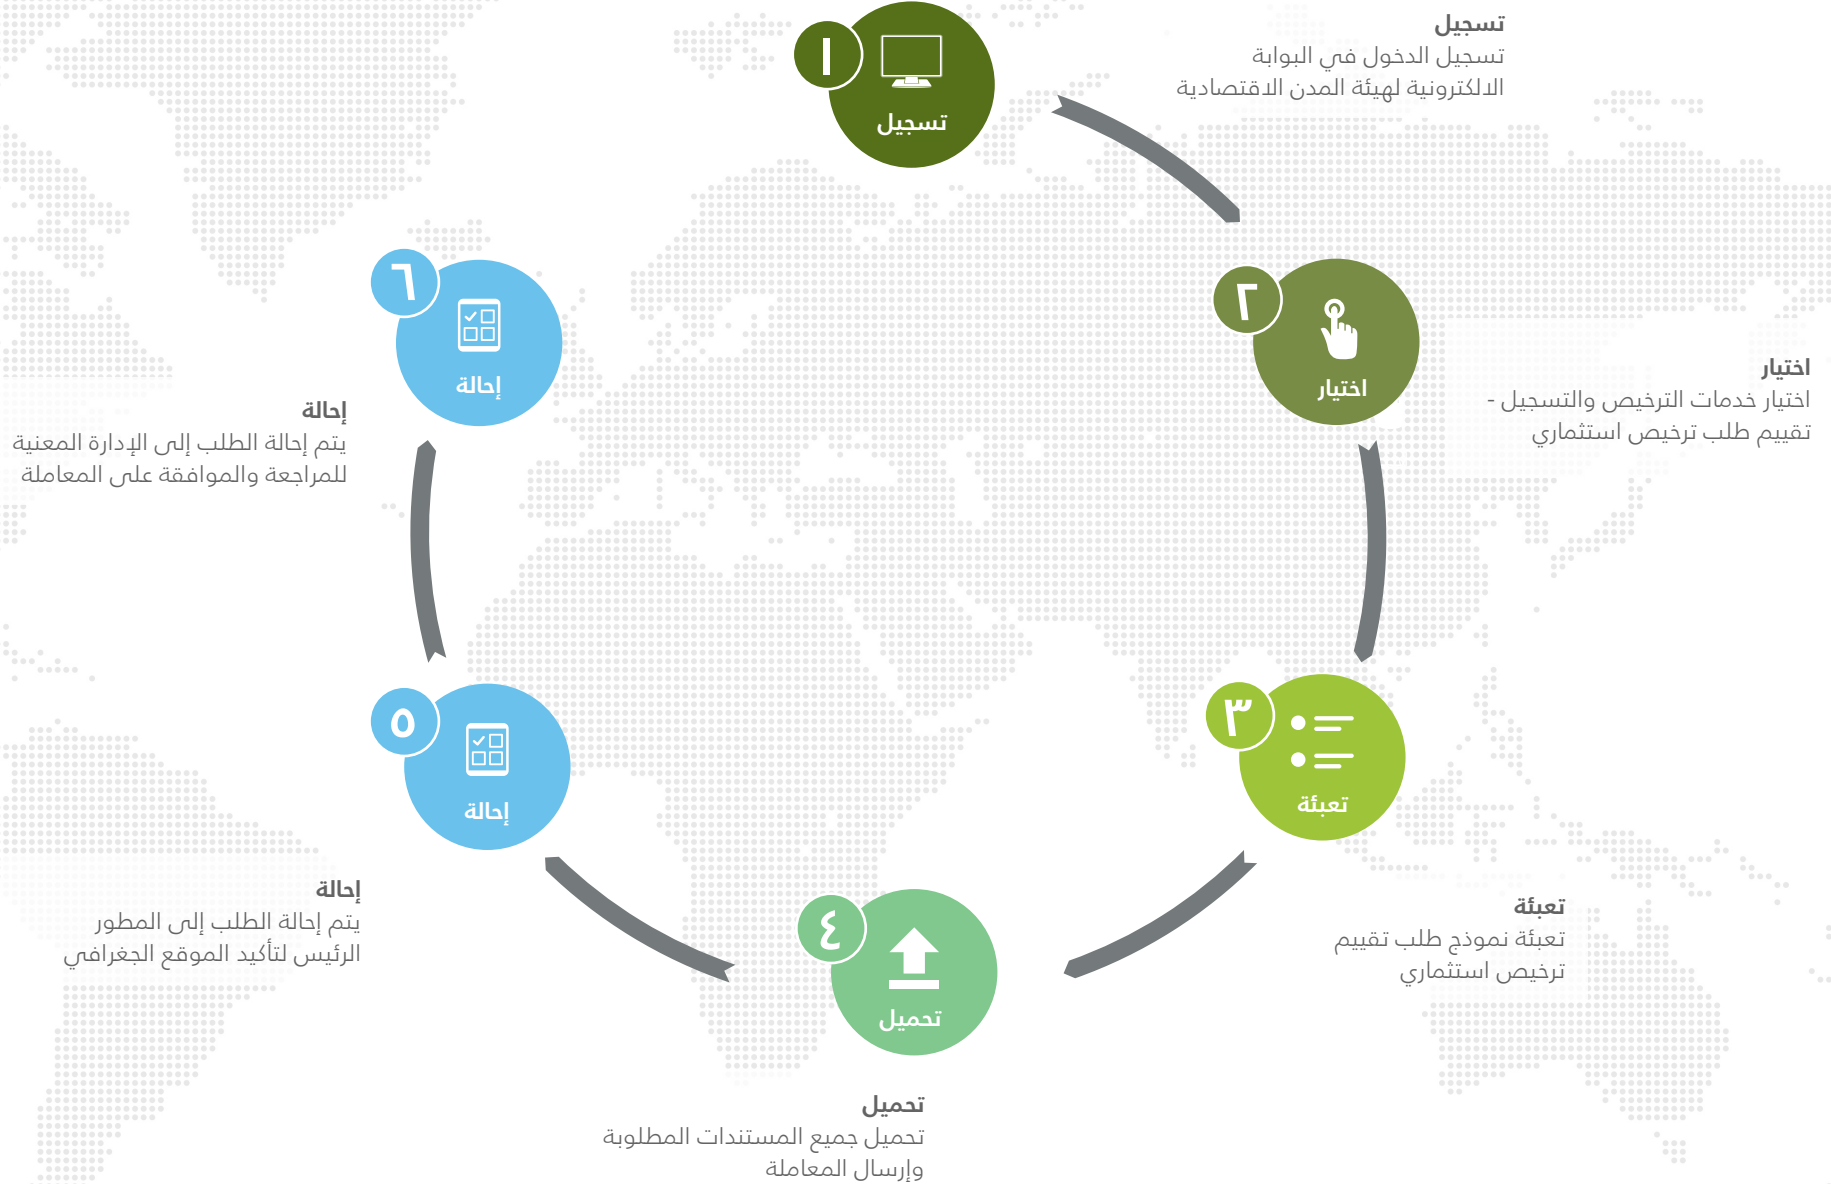 ١
تسجيل
تسجيل
تسجيل الدخول في البوابة
الالكترونية لهيئة المدن الاقتصادية
٢
اختيار
اختيار
اختيار خدمات الترخيص والتسجيل -
تقييم طلب ترخيص استثماري
٣
تعبئة
تعبئة
تعبئة نموذج طلب تقييم
ترخيص استثماري
٤
تحميل
تحميل
تحميل جميع المستندات المطلوبة
وإرسال المعاملة
٥
إحالة
إحالة
يتم إحالة الطلب إلى المطور
الرئيس لتأكيد الموقع الجغرافي
٦
إحالة
إحالة
يتم إحالة الطلب إلى الإدارة المعنية
للمراجعة والموافقة على المعاملة